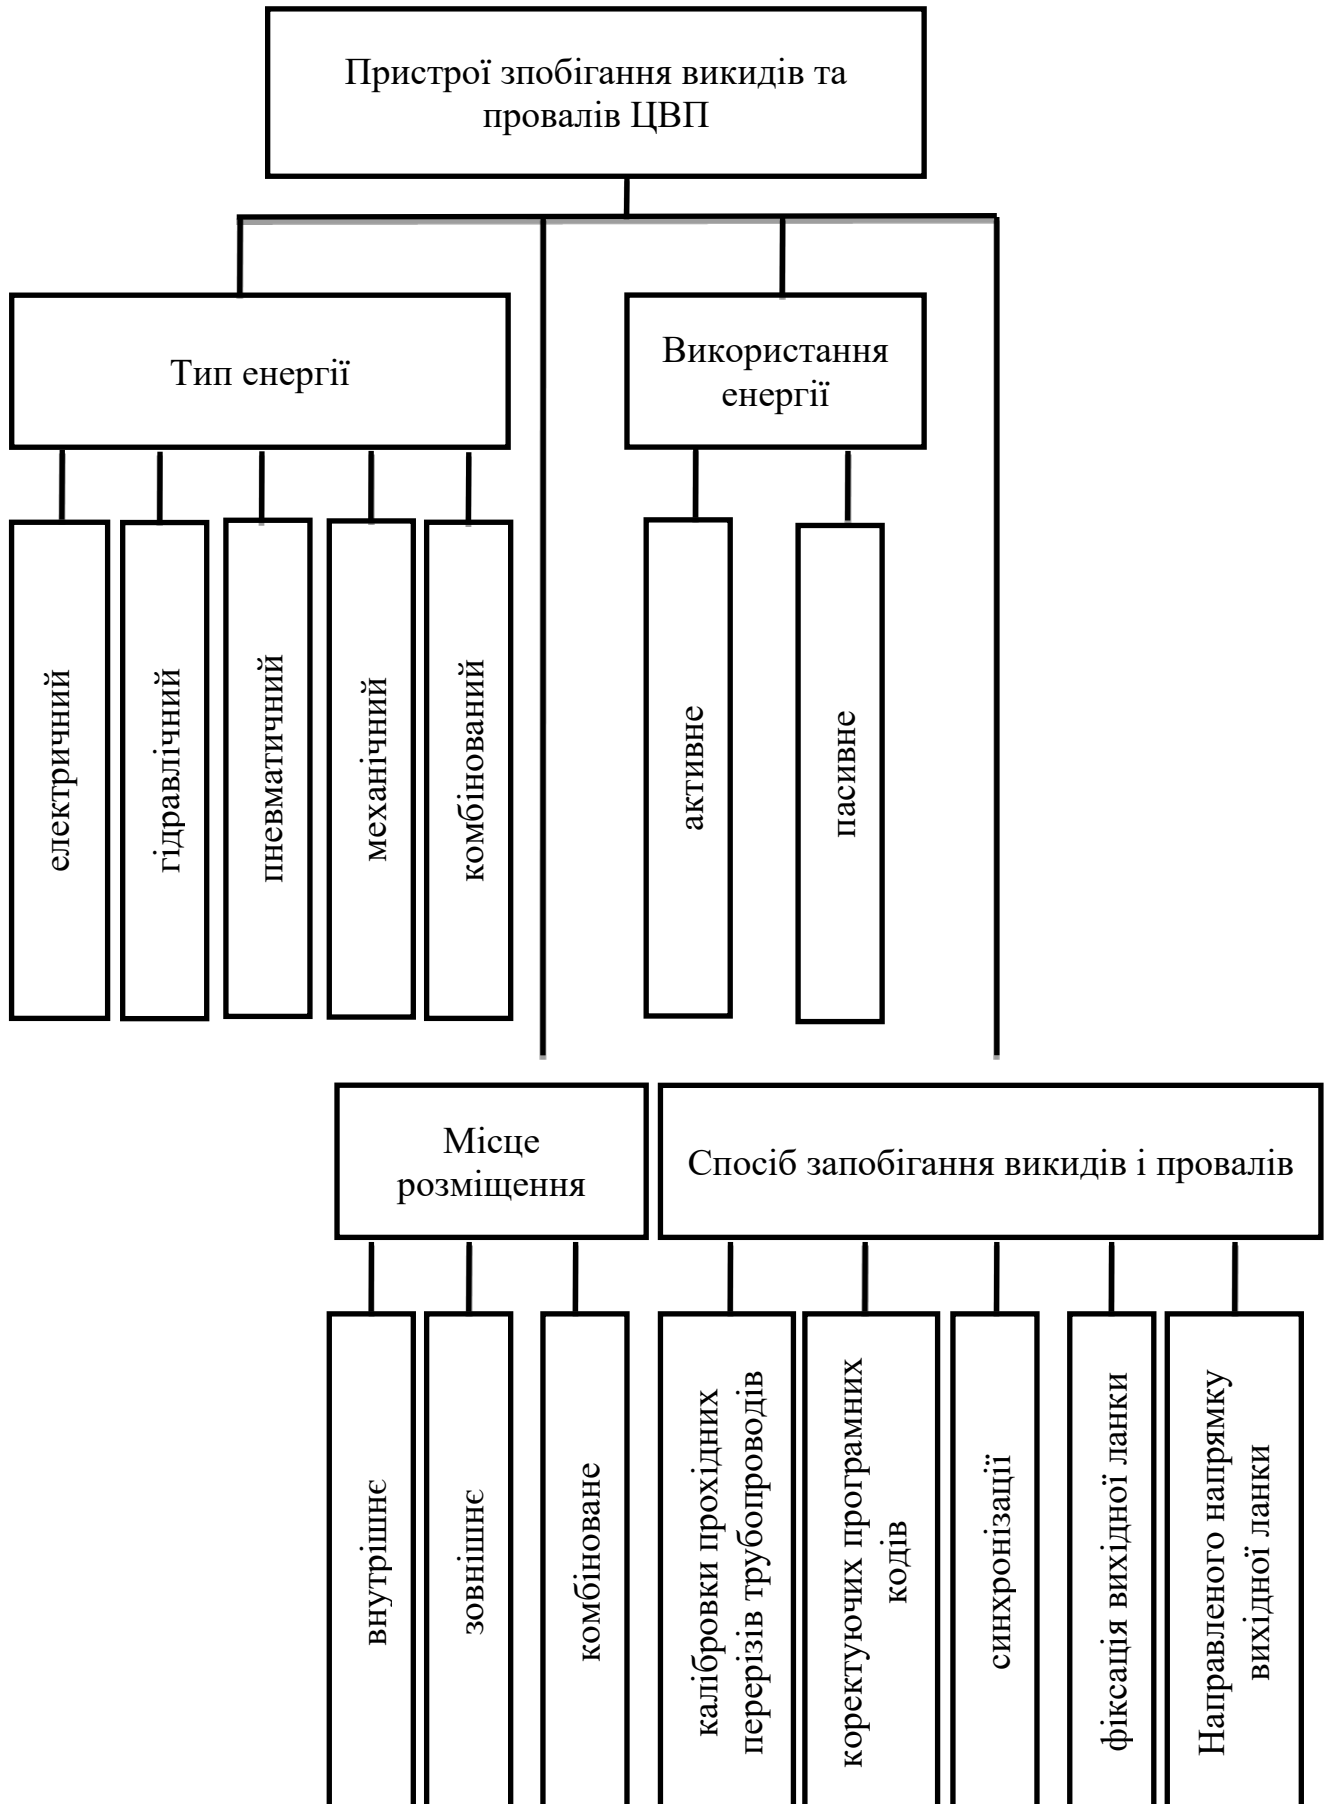 Пристрої зпобігання викидів та
провалів ЦВП
Тип енергії
Використання
енергії
електричний
гідравлічний
пневматичний
механічний
комбінований
активне
пасивне
Місце
розміщення
Спосіб запобігання викидів і провалів
внутрішнє
зовнішнє
комбіноване
калібровки прохідних
перерізів трубопроводів
коректуючих програмних
кодів
синхронізації
фіксація вихідної ланки
Направленого напрямку
вихідної ланки